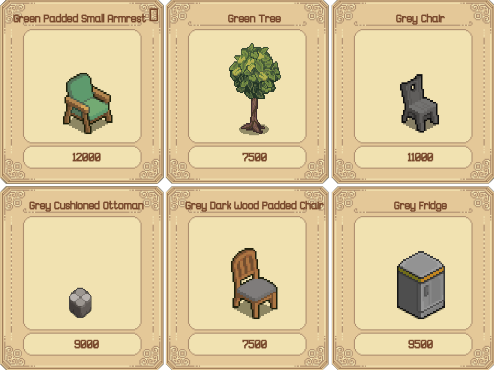 Green Padded Small Armrest
Green Tree
Grey Chair
12000
7500
11000
Grey Cushioned Ottoman
Grey Dark Wood Padded Chair
Grey Fridge
9000
7500
9500